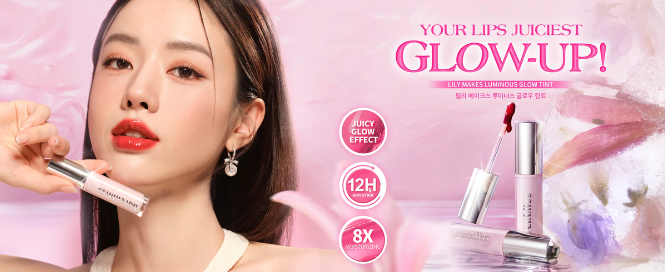 YOUR LIPS JUICIEST
GLOW-UP!
LILY MAKES LUMINOUS GLOW TINT
릴리 메이크스 루미너스 글로우 틴트
JUICY
GLOW
EFFECT
12H
8X
MOISTURIZING